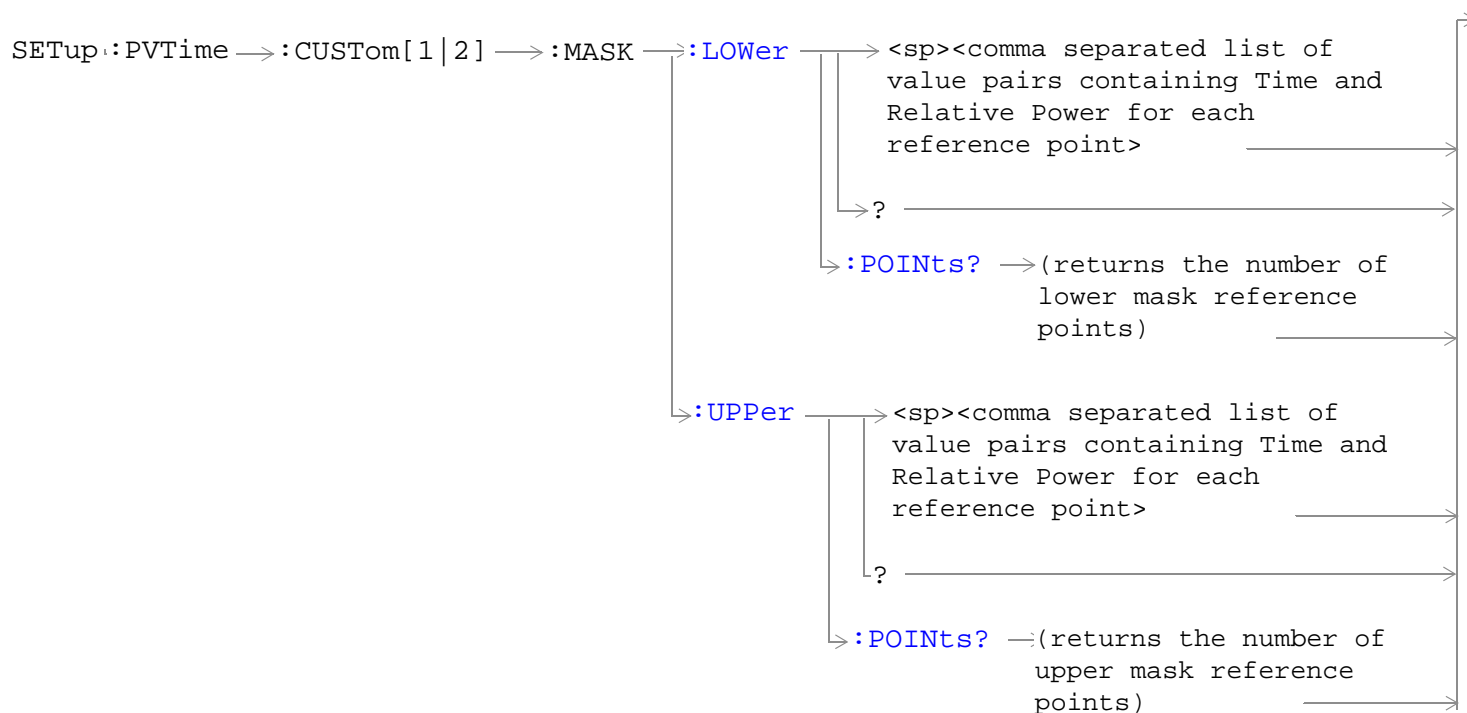 SETup:PVTime :CUSTom[1|2] :MASK :LOWer <sp><comma separated list of
value pairs containing Time and
Relative Power for each
reference point>
?
:POINts? (returns the number of
lower mask reference
points)
:UPPer <sp><comma separated list of
value pairs containing Time and
Relative Power for each
reference point>
?
:POINts? (returns the number of
upper mask reference
points)